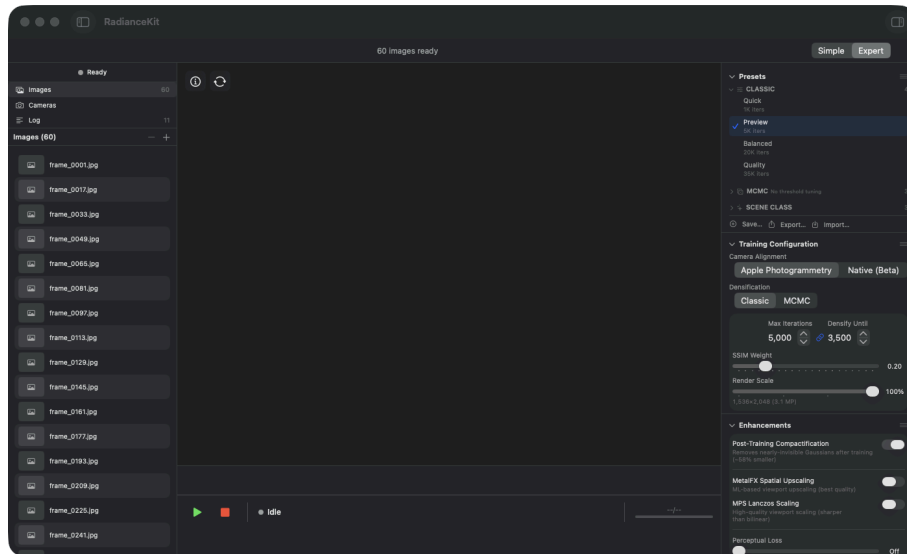 RadianceKit
60 images ready
Simple Expert
Ready
Images 60
Cameras
Log 11
Images (60)
frame_0001.jpg
frame_0017.jpg
frame_0033.jpg
frame_0049.jpg
frame_0065.jpg
frame_0081.jpg
frame_0097.jpg
frame_0113.jpg
frame_0129.jpg
frame_0145.jpg
frame_0161.jpg
frame_0177.jpg
frame_0193.jpg
frame_0209.jpg
frame_0225.jpg
frame_0241.jpg
Idle
--/--
Presets
CLASSIC
Quick
1K iters
Preview
5K iters
Balanced
20K iters
Quality
30K iters
MCMC No threshold tuning
SCENE CLASS
Save... Export... Import...
Training Configuration
Camera Alignment
Apple Photogrammetry Native (Beta)
Densification
Classic MCMC
Max Iterations Densify Until
5,000 3,500
SSIM Weight
0.20
Render Scale
100%
1,536×2,048 (3.1 MP)
Enhancements
Post-Training Compactification
Removes nearly-invisible Gaussians after training
MetalFX Spatial Upscaling
ML-based viewport upscaling (best quality)
MPS Lanczos Scaling
High-quality viewport scaling (sharper
than bilinear)
Perceptual Loss
Off